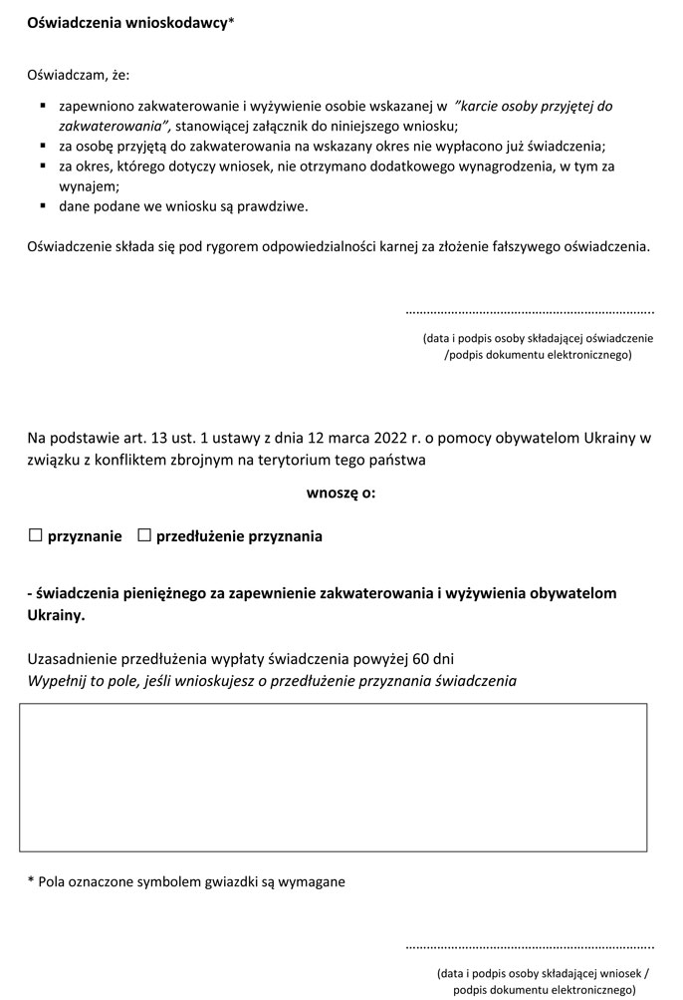 Oświadczenia wnioskodawcy*
Oświadczam, że:
▪ zapewniono zakwaterowanie i wyżywienie osobie wskazanej w ”karcie osoby przyjętej do
zakwaterowania”, stanowiącej załącznik do niniejszego wniosku;
▪ za osobę przyjętą do zakwaterowania na wskazany okres nie wypłacono już świadczenia;
▪ za okres, którego dotyczy wniosek, nie otrzymano dodatkowego wynagrodzenia, w tym za
wynajem;
▪ dane podane we wniosku są prawdziwe.
Oświadczenie składa się pod rygorem odpowiedzialności karnej za złożenie fałszywego oświadczenia.
……………………………………………………………..
(data i podpis osoby składającej oświadczenie
/podpis dokumentu elektronicznego)
Na podstawie art. 13 ust. 1 ustawy z dnia 12 marca 2022 r. o pomocy obywatelom Ukrainy w
związku z konfliktem zbrojnym na terytorium tego państwa
wnoszę o:
☐ przyznanie ☐ przedłużenie przyznania
- świadczenia pieniężnego za zapewnienie zakwaterowania i wyżywienia obywatelom
Ukrainy.
Uzasadnienie przedłużenia wypłaty świadczenia powyżej 60 dni
Wypełnij to pole, jeśli wnioskujesz o przedłużenie przyznania świadczenia
* Pola oznaczone symbolem gwiazdki są wymagane
……………………………………………………………..
(data i podpis osoby składającej wniosek /
podpis dokumentu elektronicznego)